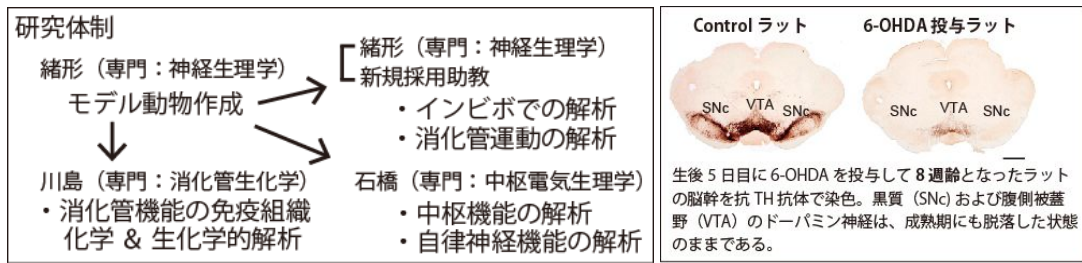 研究体制
緒形（専門：神経生理学）
モデル動物作成
緒形（専門：神経生理学）
新規採用助教
・インビボでの解析
・消化管運動の解析
川島（専門：消化管生化学）
・消化管機能の免疫組織
化学 & 生化学的解析
石橋（専門：中枢電気生理学）
・中枢機能の解析
・自律神経機能の解析
Control ラット
6-OHDA 投与ラット
SNc VTA SNc
SNc VTA SNc
生後 5 日目に 6-OHDA を投与して 8 週齢となったラット
の脳幹を抗 TH 抗体で染色。黒質（SNc) および腹側被蓋
野（VTA）のドーパミン神経は、成熟期にも脱落した状態
のままである。